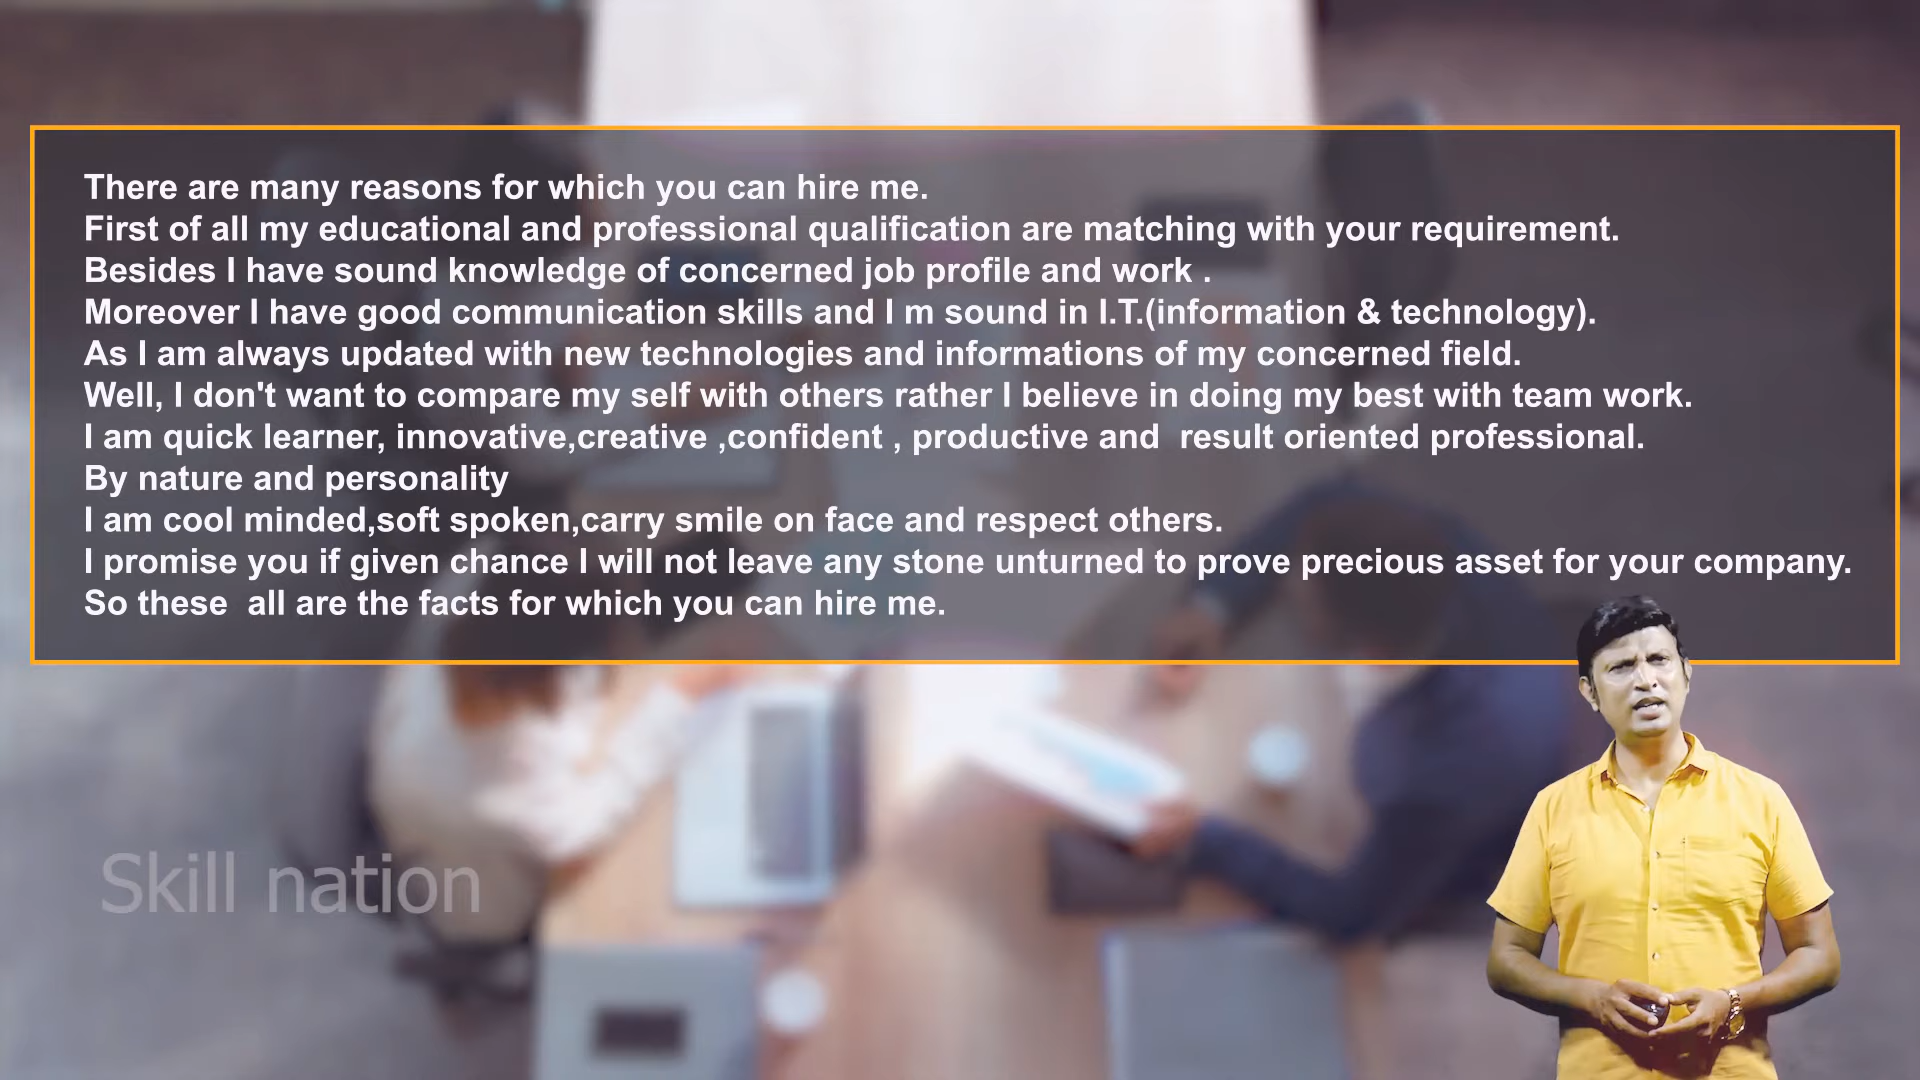 There are many reasons for which you can hire me.
First of all my educational and professional qualification are matching with your requirement.
Besides I have sound knowledge of concerned job profile and work .
Moreover I have good communication skills and I m sound in I.T.(information & technology).
As I am always updated with new technologies and informations of my concerned field.
Well, I don't want to compare my self with others rather I believe in doing my best with team work.
I am quick learner, innovative,creative ,confident , productive and  result oriented professional.
By nature and personality
I am cool minded,soft spoken,carry smile on face and respect others.
I promise you if given chance I will not leave any stone unturned to prove precious asset for your company.
So these  all are the facts for which you can hire me.
Skill nation